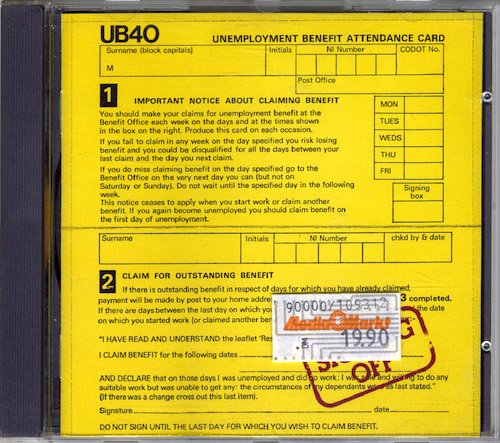 UB40 UNEMPLOYMENT BENEFIT ATTENDANCE CARD
Surname (block capitals) Initials NI Number CODOT No.
M
Post Office
1 IMPORTANT NOTICE ABOUT CLAIMING BENEFIT
You should make your claims for unemployment benefit at the
Benefit Office each week on the days and at the times shown
in the box on the right. Produce this card on each occasion.
If you fail to claim in any week on the day specified you risk losing
benefit and you could be disqualified for all the days between your
last claim and the day you next claim.
If you do miss claiming benefit on the day specified go to the
Benefit Office on the very next day you can (but not on
Saturday or Sunday). Do not wait until the specified day in the following
week.
This notice ceases to apply when you start work or claim another
benefit. If you again become unemployed you should claim benefit on
the first day of unemployment.
MON
TUES
WEDS
THU
FRI
Signing
box
Surname Initials NI Number chkd by & date
2 CLAIM FOR OUTSTANDING BENEFIT
If there is outstanding benefit in respect of days for which you have already claimed,
payment will be made by post to your home addre 3 completed.
If there are days between the last day on which you
on which you started work (or claimed another ben
"I HAVE READ AND UNDERSTAND the leaflet 'Re
I CLAIM BENEFIT for the following dates
AND DECLARE that on those days I was unemployed and did no work: I was able and willing to do any
suitable work but was unable to get any: the circumstances of my dependants were as last stated."
(If there was a change cross out this last item).
Signature date
DO NOT SIGN UNTIL THE LAST DAY FOR WHICH YOU WISH TO CLAIM BENEFIT.
90000/109312
Media Markt
19.90
SIGNING
OFF